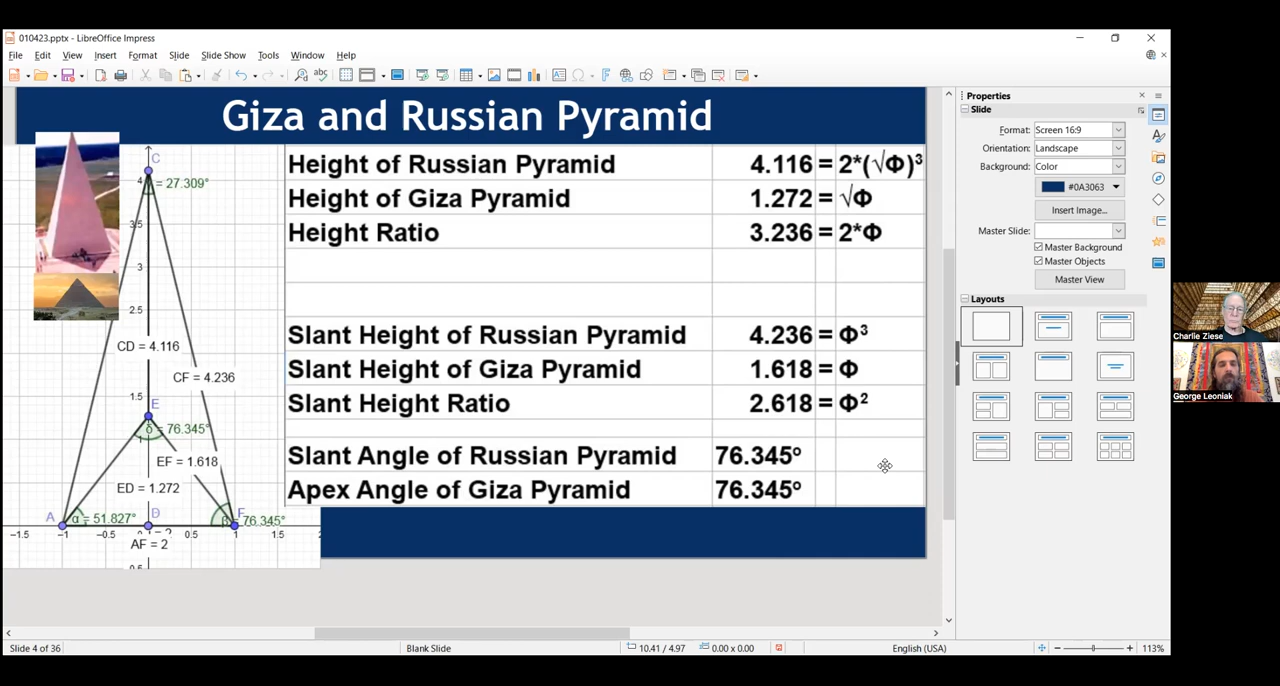 010423.pptx - LibreOffice Impress
File Edit View Insert Format Slide Slide Show Tools Window Help
Giza and Russian Pyramid
C
4
= 27.309°
3.5
3
2.5
CD = 4.116
CF = 4.236
1.5
E
δ = 76.345°
1
EF = 1.618
ED = 1.272
A
α = 51.827°
D
F
β = 76.345°
−1.5 −1 −0.5 0.5 1 1.5 2
AF = 2
0.5
Height of Russian Pyramid 4.116 = 2*(√Φ)³
Height of Giza Pyramid 1.272 = √Φ
Height Ratio 3.236 = 2*Φ
Slant Height of Russian Pyramid 4.236 = Φ³
Slant Height of Giza Pyramid 1.618 = Φ
Slant Height Ratio 2.618 = Φ²
Slant Angle of Russian Pyramid 76.345º
Apex Angle of Giza Pyramid 76.345º
Properties
Slide
Format: Screen 16:9
Orientation: Landscape
Background: Color
#0A3063
Insert Image...
Master Slide:
Master Background
Master Objects
Master View
Layouts
Charlie Ziese
George Leoniak
Slide 4 of 36
Blank Slide
10.41 / 4.97
0.00 x 0.00
English (USA)
113%